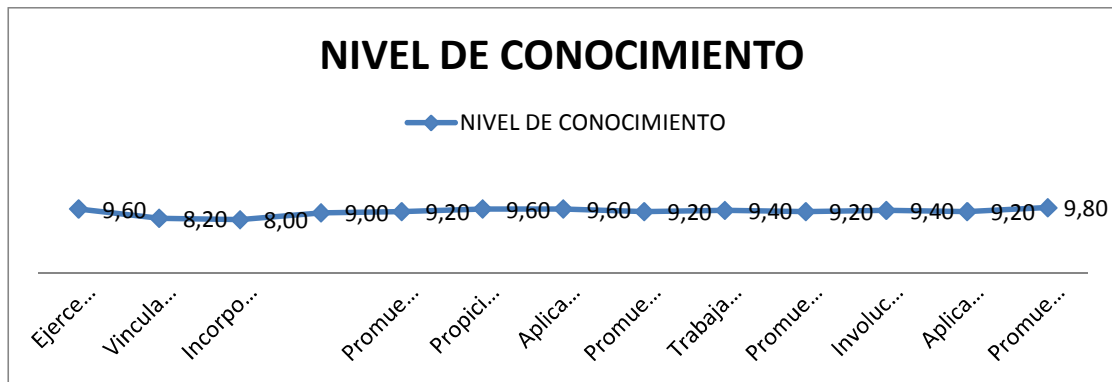 NIVEL DE CONOCIMIENTO
NIVEL DE CONOCIMIENTO
9,60
8,20
8,00
9,00
9,20
9,60
9,60
9,20
9,40
9,20
9,40
9,20
9,80
Ejerce...
Vincula...
Incorpo...
Promue...
Propici...
Aplica...
Promue...
Trabaja...
Promue...
Involuc...
Aplica...
Promue...